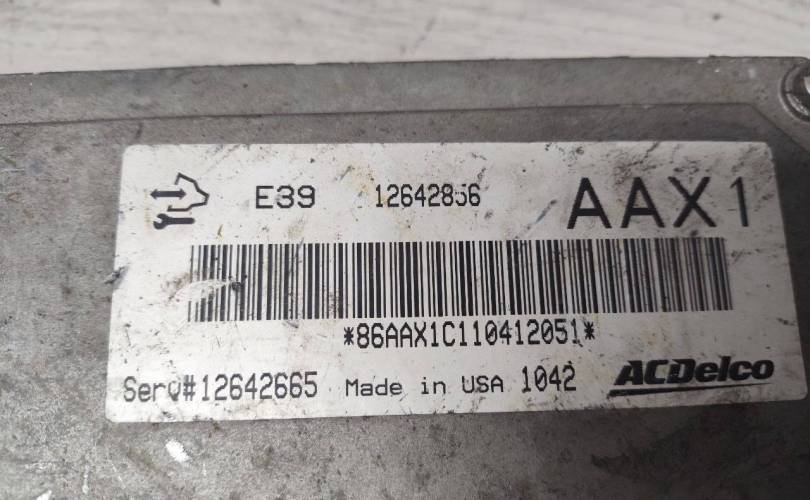 E39 12642856 AAX1
*86AAX1C110412051*
Serv#12642665 Made in USA 1042 ACDelco